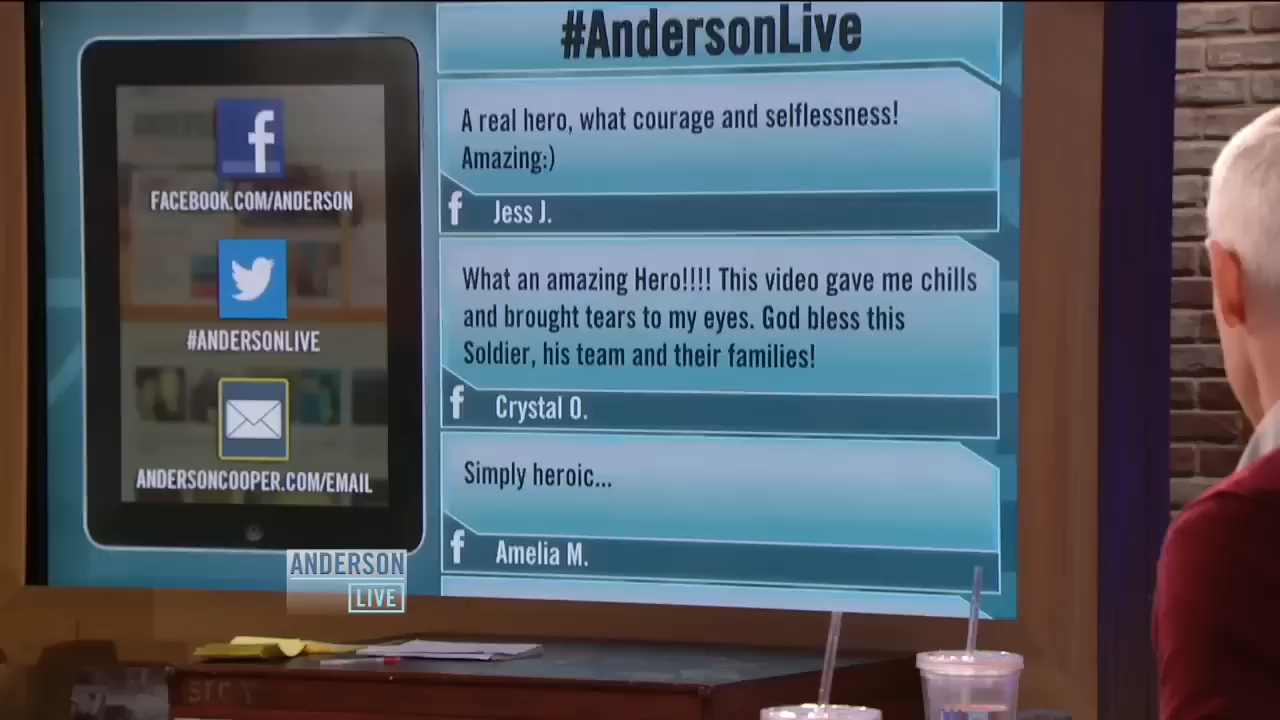 #AndersonLive
FACEBOOK.COM/ANDERSON
#ANDERSONLIVE
ANDERSONCOOPER.COM/EMAIL
A real hero, what courage and selflessness!
Amazing:)
Jess J.
What an amazing Hero!!!! This video gave me chills
and brought tears to my eyes. God bless this
Soldier, his team and their families!
Crystal O.
Simply heroic...
Amelia M.
ANDERSON
LIVE